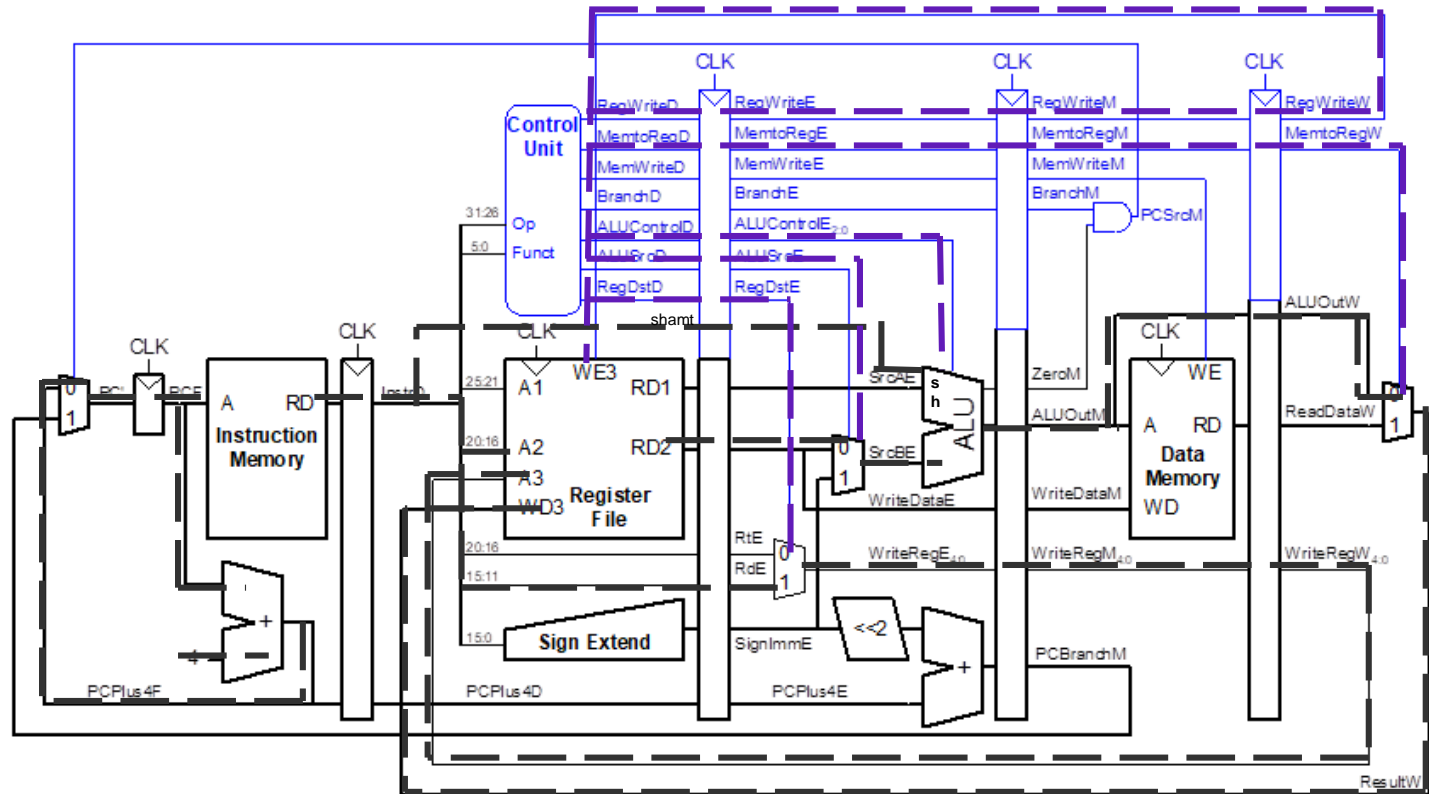 CLK CLK CLK
RegWriteD RegWriteE RegWriteM RegWriteW
Control
Unit
MemtoRegD MemtoRegE MemtoRegM MemtoRegW
MemWriteD MemWriteE MemWriteM
BranchD BranchE BranchM
31:26 Op PCSrcM
ALUControlD ALUControlE2:0
5:0 Funct ALUSrcD ALUSrcE
RegDstD RegDstE
ALUOutW
shamt
CLK CLK CLK CLK
0 PC' PCF A RD InstrD 25:21 A1 WE3 RD1 SrcAE sh ZeroM WE 0
1
ALUOutM ReadDataW
Instruction
Memory
20:16 A2 RD2 0 SrcBE ALU A RD 1
A3 1 Data
Memory
WD3 Register
File
WriteDataE WriteDataM WD
20:16 RtE 0 WriteRegE4:0 WriteRegM4:0 WriteRegW4:0
15:11 RdE 1
+
4
15:0 Sign Extend SignImmE <<2 + PCBranchM
PCPlus4F PCPlus4D PCPlus4E
ResultW